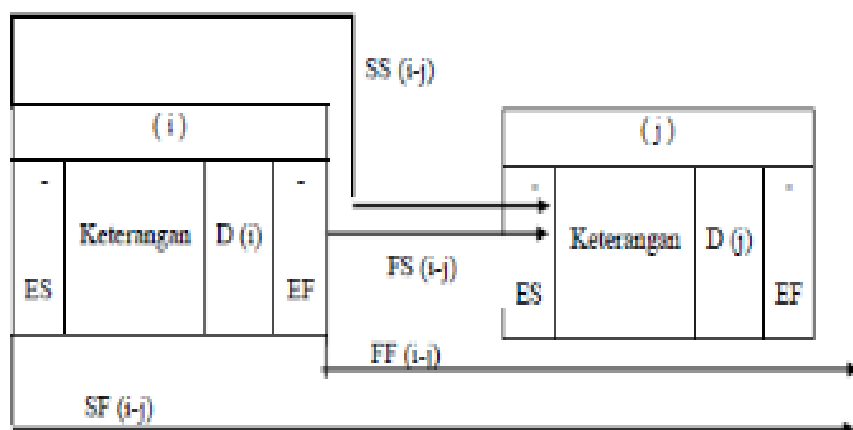 SS (i-j)
( i )
( j )
- -
Keterangan D (i)
ES EF
FS (i-j)
Keterangan D (j)
ES EF
FF (i-j)
SF (i-j)